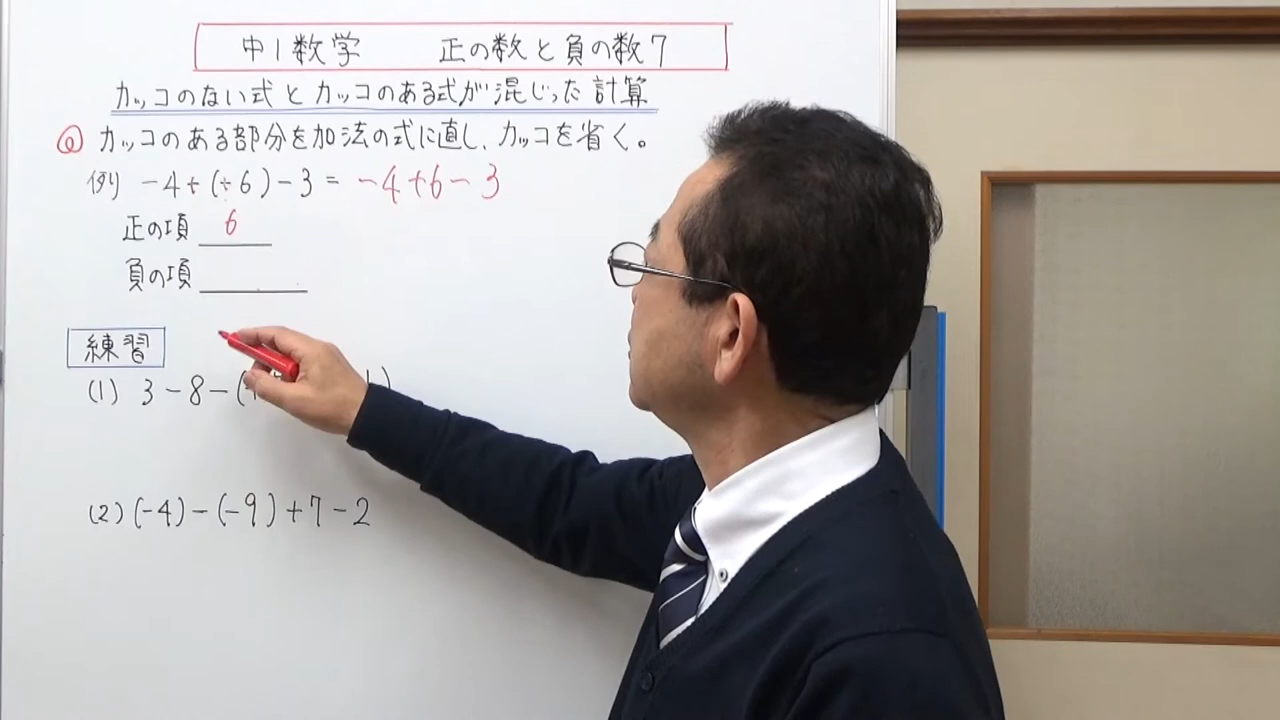 中1数学 正の数と負の数7
カッコのない式とカッコのある式が混じった計算
◎ カッコのある部分を加法の式に直し、カッコを省く。
例) -4+(+6)-3 = -4+6-3
正の項 6
負の項
練習
(1) 3-8-(
(2) (-4)-(-9)+7-2